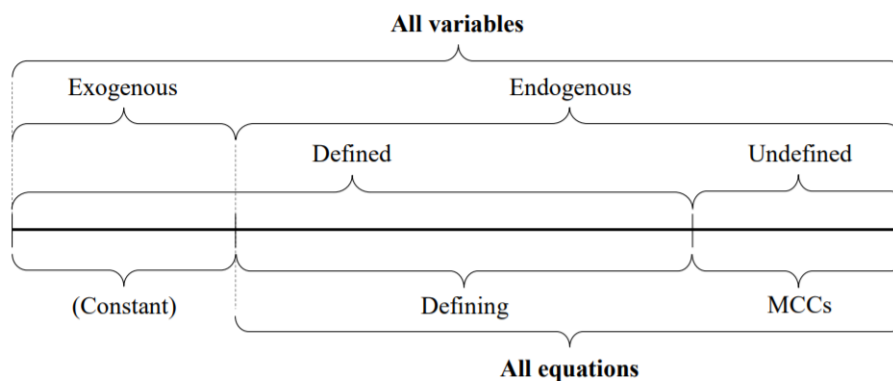 All variables
Exogenous Endogenous
Defined Undefined
(Constant) Defining MCCs
All equations